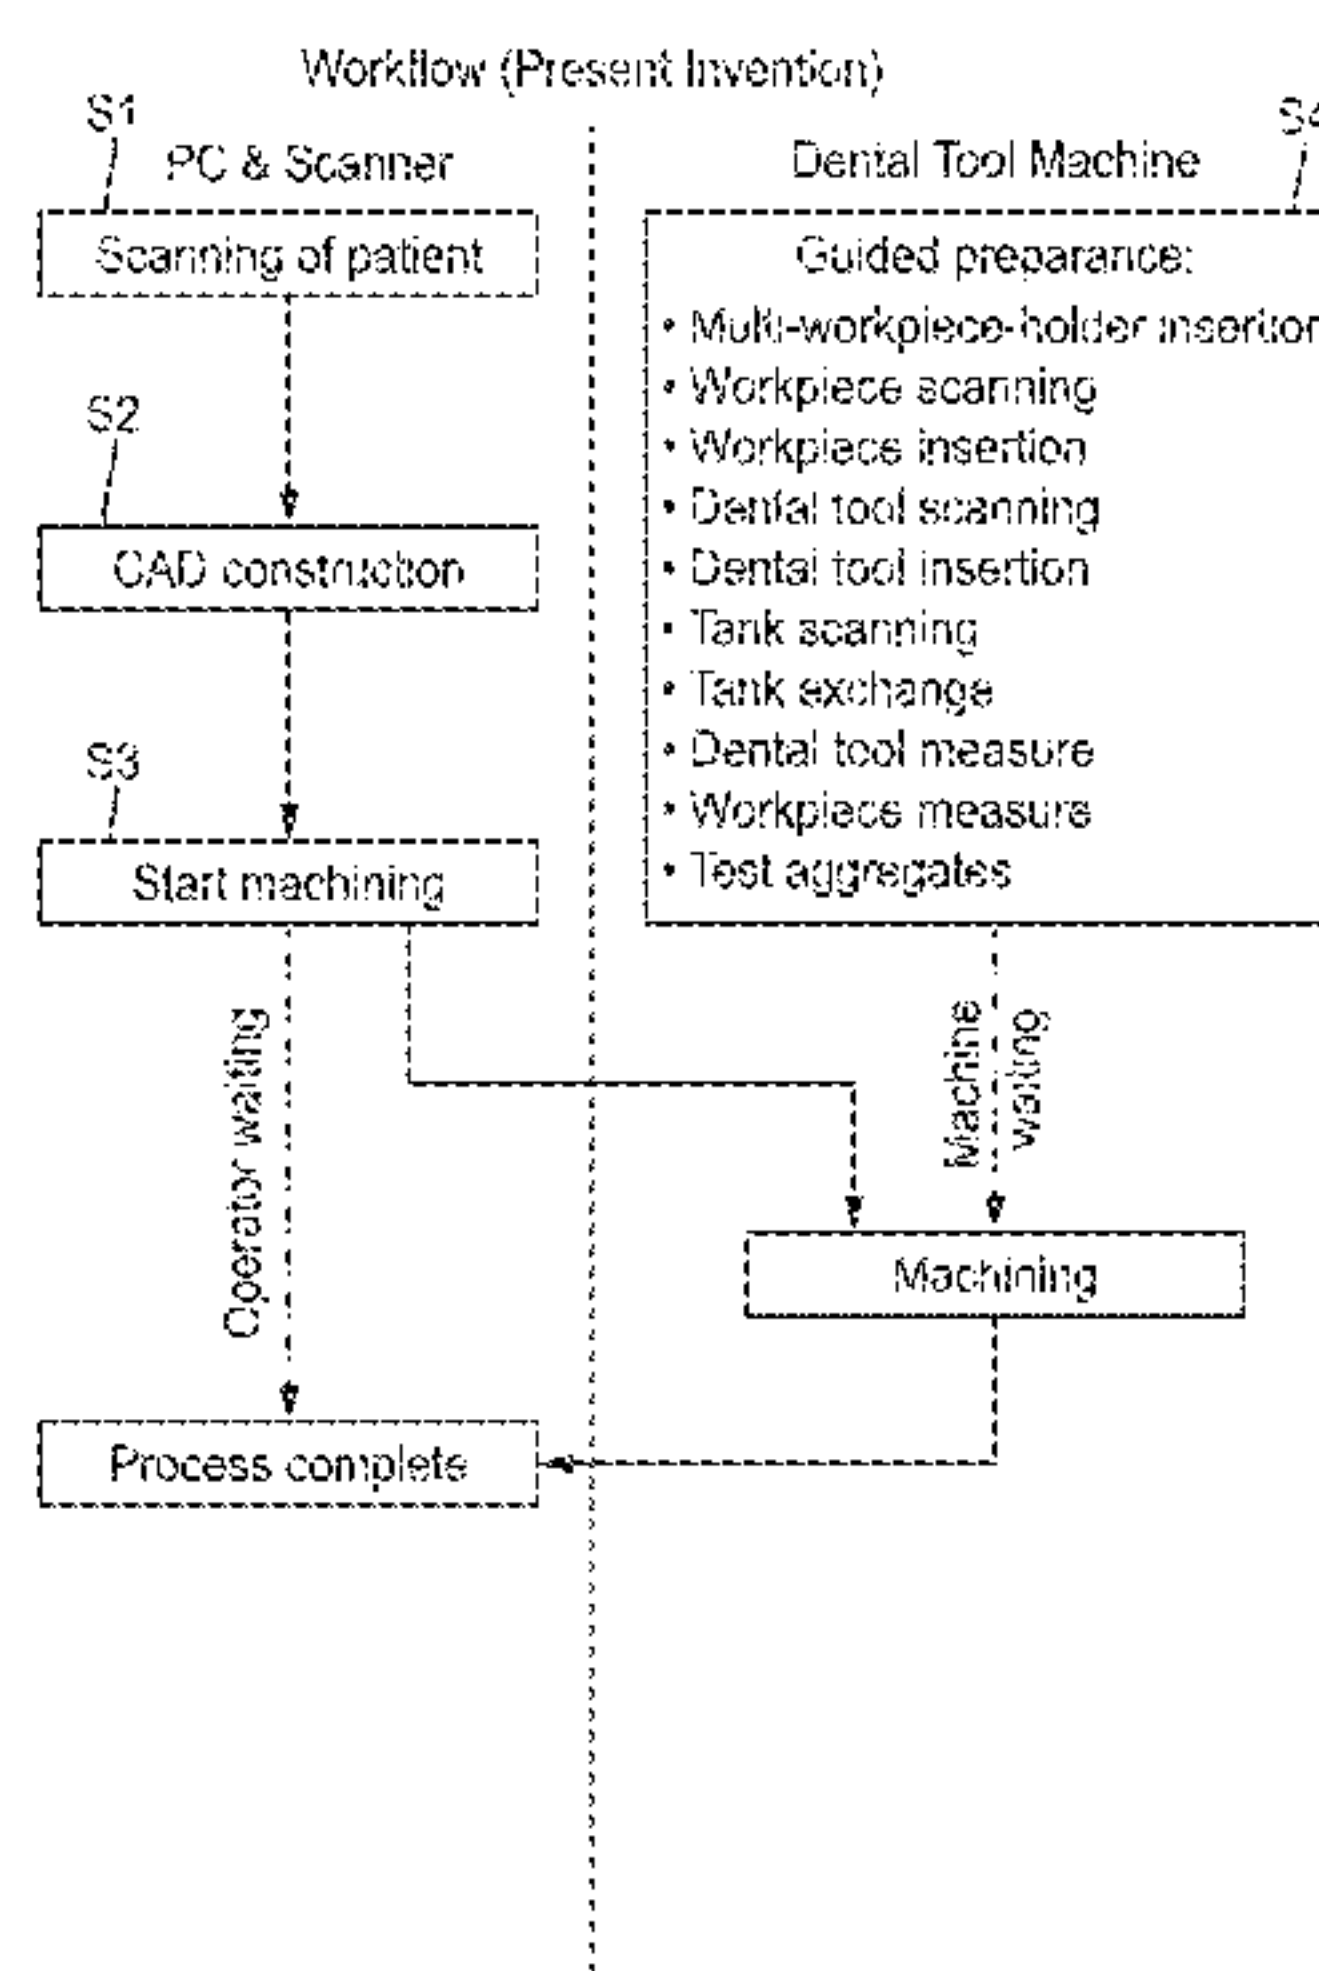 Workflow (Present Invention)
S1
PC & Scanner
Scanning of patient
S2
CAD construction
S3
Start machining
Operator waiting
Process complete
Dental Tool Machine
S4
Guided preparance:
• Multi-workpiece-holder insertion
• Workpiece scanning
• Workpiece insertion
• Dental tool scanning
• Dental tool insertion
• Tank scanning
• Tank exchange
• Dental tool measure
• Workpiece measure
• Test aggregates
Machine
waiting
Machining